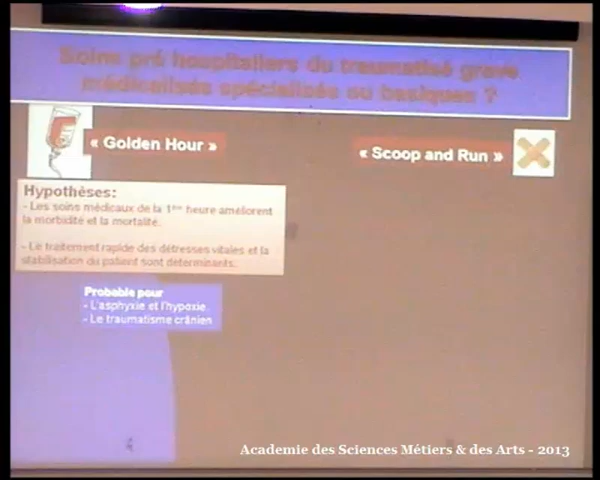 Soins pré hospitaliers du traumatisé grave
médicalisés spécialisés ou basiques ?
« Golden Hour »
« Scoop and Run »
Hypothèses:
- Les soins médicaux de la 1ère heure améliorent
la morbidité et la mortalité.
- Le traitement rapide des détresses vitales et la
stabilisation du patient sont déterminants.
Probable pour
- L'asphyxie et l'hypoxie.
- Le traumatisme crânien
Academie des Sciences Métiers & des Arts - 2013